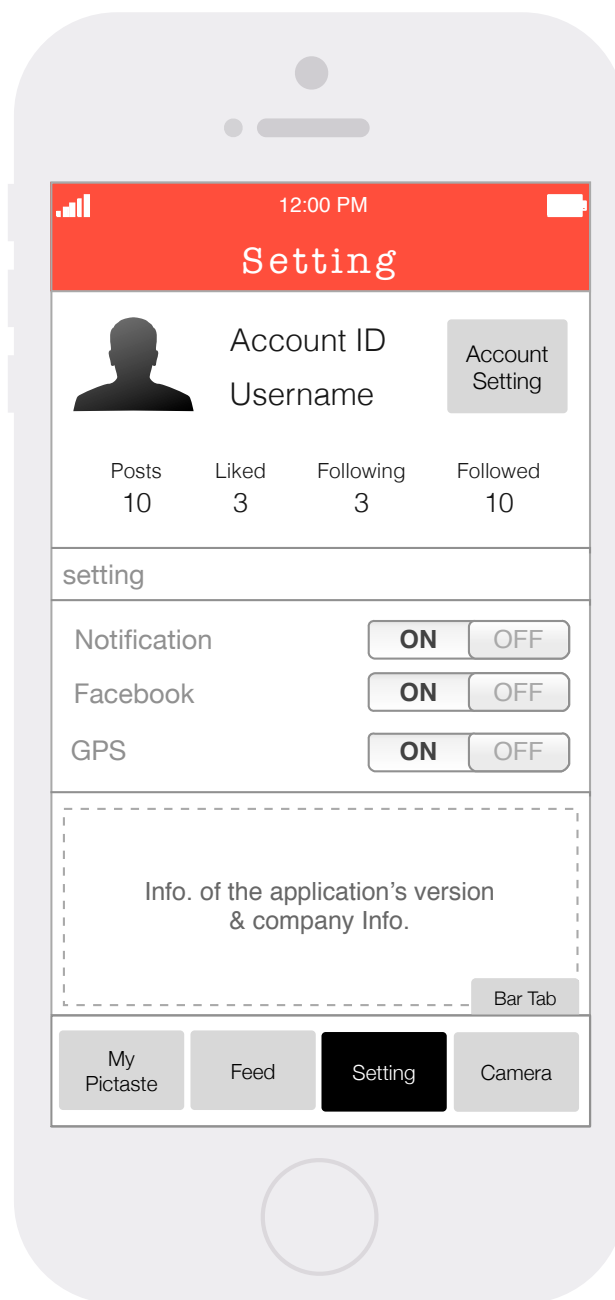 12:00 PM
Setting
Account ID
Username
Account
Setting
Posts Liked Following Followed
10 3 3 10
setting
Notification ON OFF
Facebook ON OFF
GPS ON OFF
Info. of the application's version
& company Info.
Bar Tab
My
Pictaste
Feed
Setting
Camera